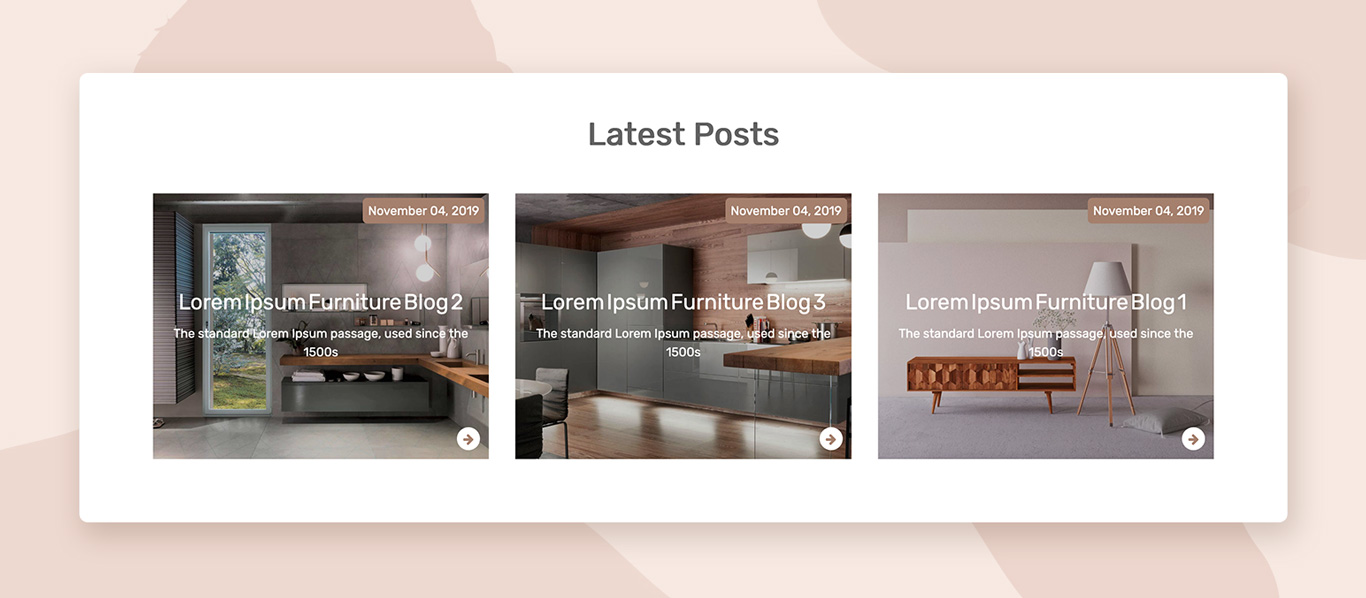 Latest Posts
November 04, 2019
Lorem Ipsum Furniture Blog 2
The standard Lorem Ipsum passage, used since the
1500s
November 04, 2019
Lorem Ipsum Furniture Blog 3
The standard Lorem Ipsum passage, used since the
1500s
November 04, 2019
Lorem Ipsum Furniture Blog 1
The standard Lorem Ipsum passage, used since the
1500s